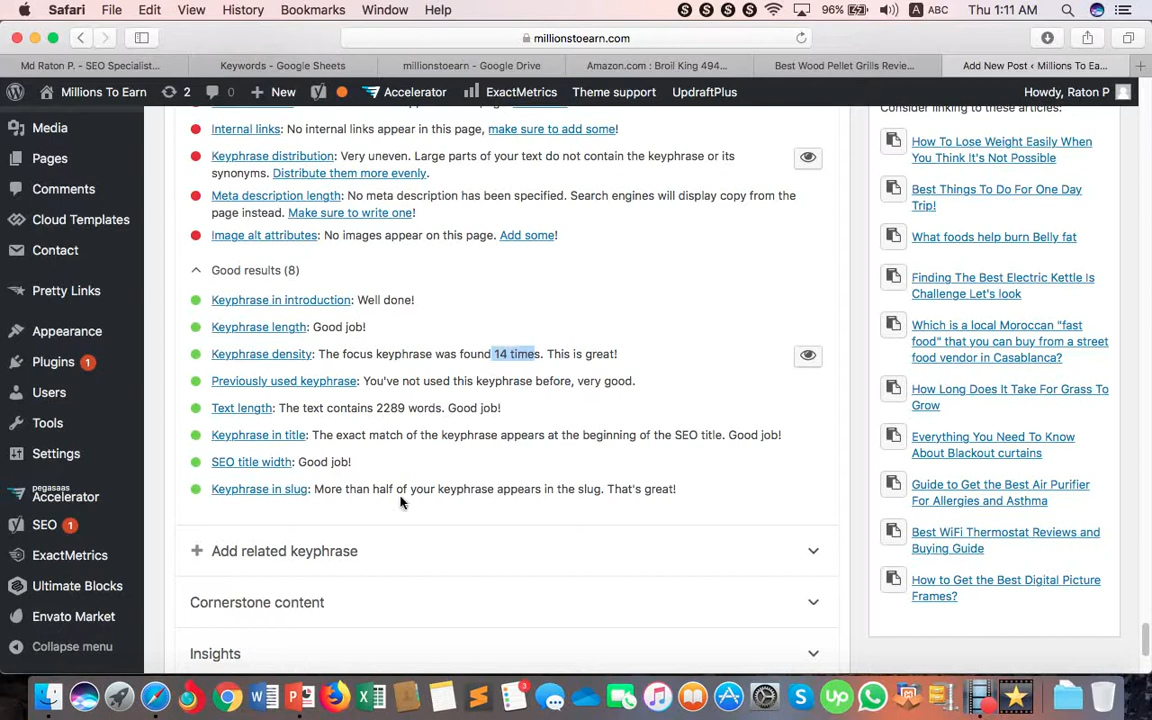 Safari File Edit View History Bookmarks Window Help 96% A ABC Thu 1:11 AM
millionstoearn.com
Md Raton P. - SEO Specialist... Keywords - Google Sheets millionstoearn - Google Drive Amazon.com : Broil King 494... Best Wood Pellet Grills Revie... Add New Post ‹ Millions To Ea...
Millions To Earn 2 0 New Accelerator ExactMetrics Theme support UpdraftPlus Howdy, Raton P
Media
Pages
Comments
Cloud Templates
Contact
Pretty Links
Appearance
Plugins 1
Users
Tools
Settings
pegasaas
Accelerator
SEO 1
ExactMetrics
Ultimate Blocks
Envato Market
Collapse menu
Internal links: No internal links appear in this page, make sure to add some!
Keyphrase distribution: Very uneven. Large parts of your text do not contain the keyphrase or its
synonyms. Distribute them more evenly.
Meta description length: No meta description has been specified. Search engines will display copy from the
page instead. Make sure to write one!
Image alt attributes: No images appear on this page. Add some!
Good results (8)
Keyphrase in introduction: Well done!
Keyphrase length: Good job!
Keyphrase density: The focus keyphrase was found 14 times. This is great!
Previously used keyphrase: You've not used this keyphrase before, very good.
Text length: The text contains 2289 words. Good job!
Keyphrase in title: The exact match of the keyphrase appears at the beginning of the SEO title. Good job!
SEO title width: Good job!
Keyphrase in slug: More than half of your keyphrase appears in the slug. That's great!
Add related keyphrase
Cornerstone content
Insights
Consider linking to these articles:
How To Lose Weight Easily When
You Think It's Not Possible
Best Things To Do For One Day
Trip!
What foods help burn Belly fat
Finding The Best Electric Kettle Is
Challenge Let's look
Which is a local Moroccan "fast
food" that you can buy from a street
food vendor in Casablanca?
How Long Does It Take For Grass To
Grow
Everything You Need To Know
About Blackout curtains
Guide to Get the Best Air Purifier
For Allergies and Asthma
Best WiFi Thermostat Reviews and
Buying Guide
How to Get the Best Digital Picture
Frames?
3